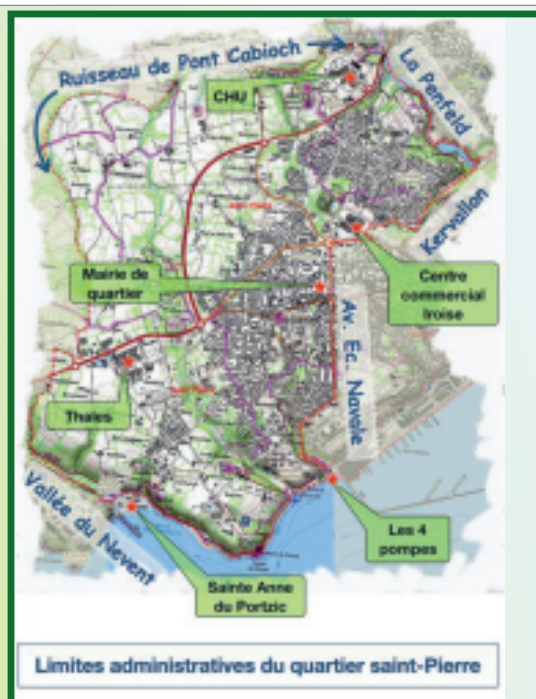 Ruisseau de Pont Cabioch
La Penfeld
CHU
Kervallon
Mairie de
quartier
Centre
commercial
Iroise
Av. Ec. Navale
Thales
Vallée du Nevent
Les 4
pompes
Sainte Anne
du Portzic
Limites administratives du quartier saint-Pierre